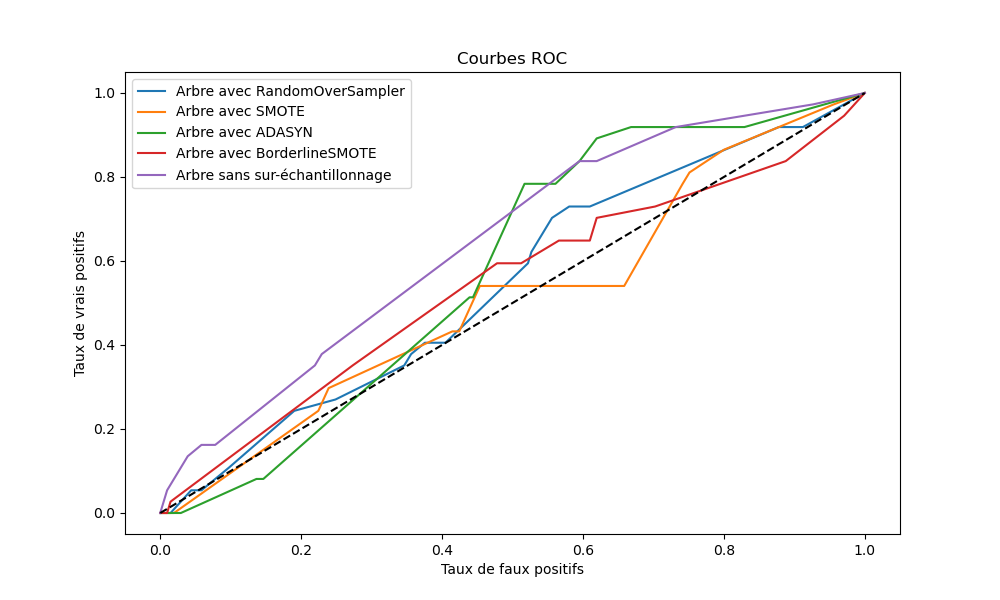 Courbes ROC
Arbre avec RandomOverSampler
Arbre avec SMOTE
Arbre avec ADASYN
Arbre avec BorderlineSMOTE
Arbre sans sur-échantillonnage
Taux de vrais positifs
1.0
0.8
0.6
0.4
0.2
0.0
0.0 0.2 0.4 0.6 0.8 1.0
Taux de faux positifs